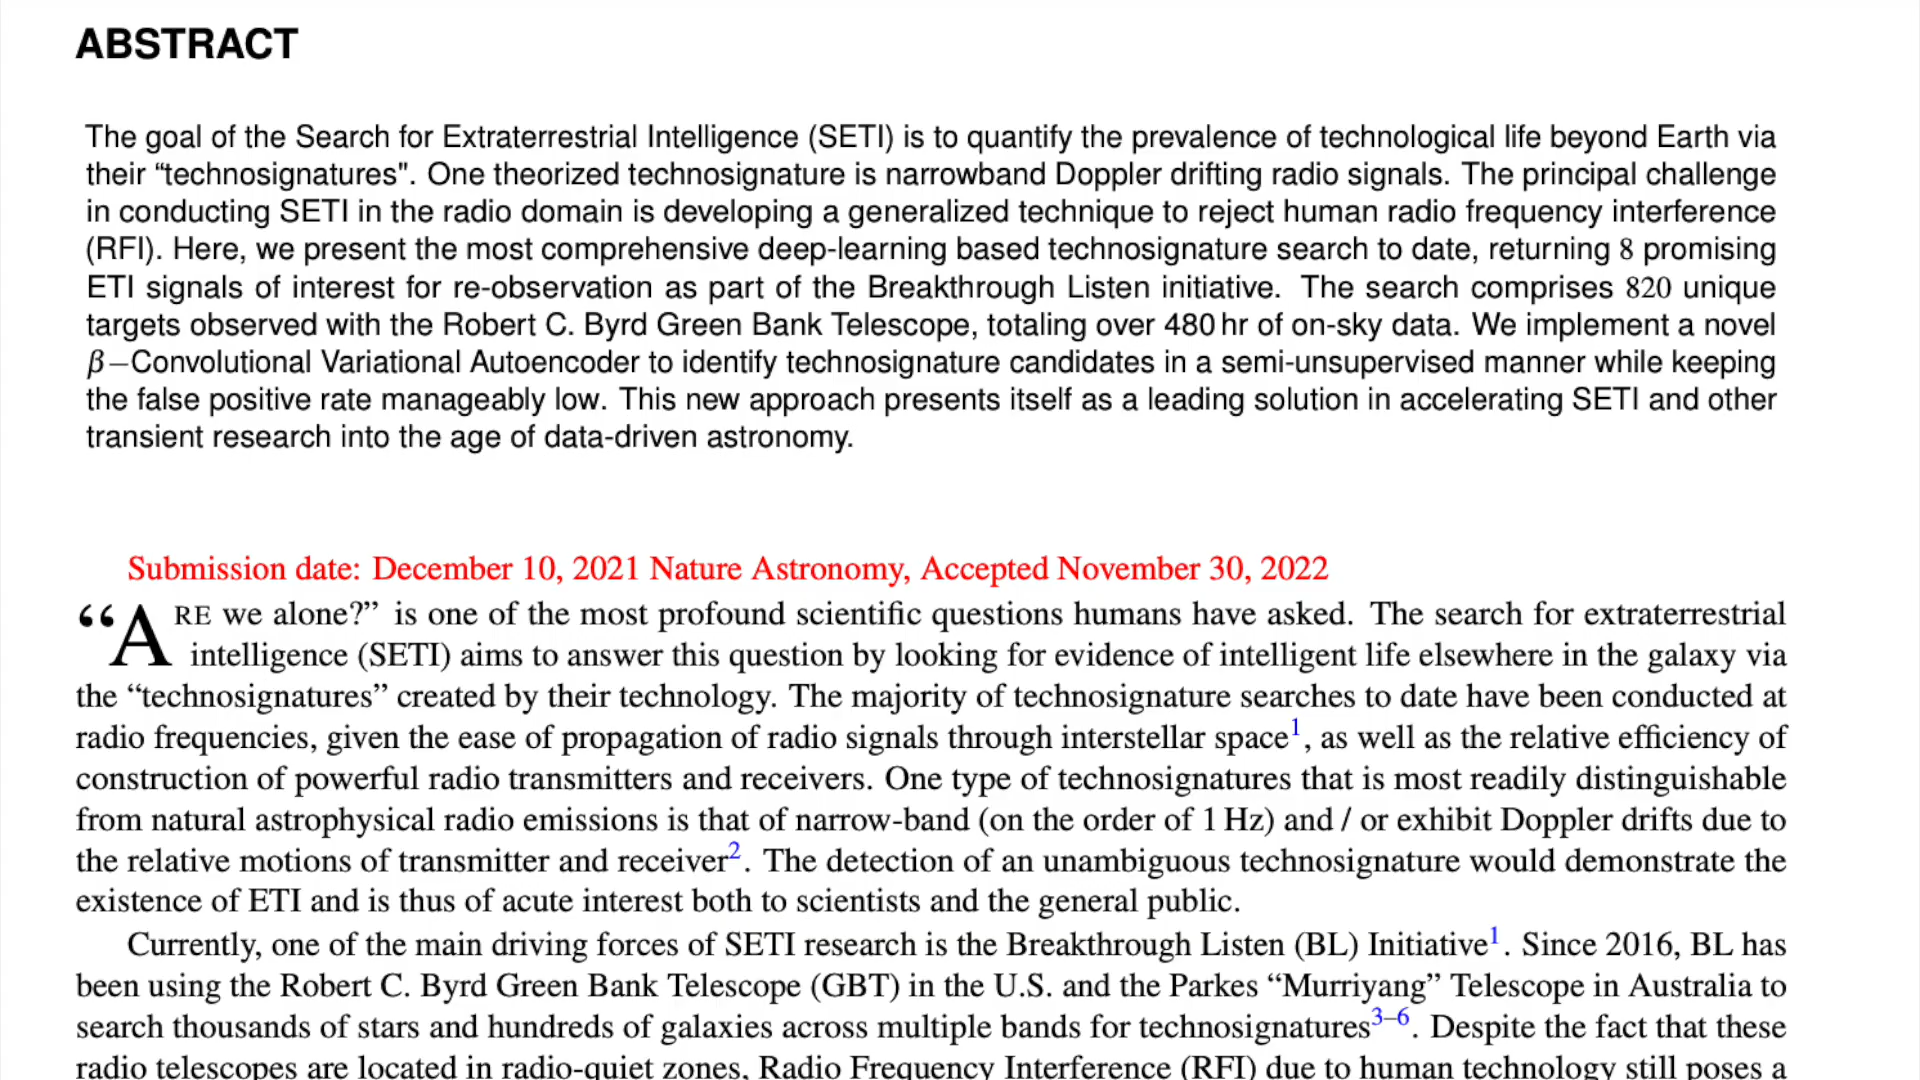 ABSTRACT
The goal of the Search for Extraterrestrial Intelligence (SETI) is to quantify the prevalence of technological life beyond Earth via
their “technosignatures". One theorized technosignature is narrowband Doppler drifting radio signals. The principal challenge
in conducting SETI in the radio domain is developing a generalized technique to reject human radio frequency interference
(RFI). Here, we present the most comprehensive deep-learning based technosignature search to date, returning 8 promising
ETI signals of interest for re-observation as part of the Breakthrough Listen initiative. The search comprises 820 unique
targets observed with the Robert C. Byrd Green Bank Telescope, totaling over 480 hr of on-sky data. We implement a novel
β−Convolutional Variational Autoencoder to identify technosignature candidates in a semi-unsupervised manner while keeping
the false positive rate manageably low. This new approach presents itself as a leading solution in accelerating SETI and other
transient research into the age of data-driven astronomy.
Submission date: December 10, 2021 Nature Astronomy, Accepted November 30, 2022
“ARE we alone?” is one of the most profound scientific questions humans have asked. The search for extraterrestrial
intelligence (SETI) aims to answer this question by looking for evidence of intelligent life elsewhere in the galaxy via
the “technosignatures” created by their technology. The majority of technosignature searches to date have been conducted at
radio frequencies, given the ease of propagation of radio signals through interstellar space1, as well as the relative efficiency of
construction of powerful radio transmitters and receivers. One type of technosignatures that is most readily distinguishable
from natural astrophysical radio emissions is that of narrow-band (on the order of 1 Hz) and / or exhibit Doppler drifts due to
the relative motions of transmitter and receiver2. The detection of an unambiguous technosignature would demonstrate the
existence of ETI and is thus of acute interest both to scientists and the general public.
Currently, one of the main driving forces of SETI research is the Breakthrough Listen (BL) Initiative1. Since 2016, BL has
been using the Robert C. Byrd Green Bank Telescope (GBT) in the U.S. and the Parkes “Murriyang” Telescope in Australia to
search thousands of stars and hundreds of galaxies across multiple bands for technosignatures3–6. Despite the fact that these
radio telescopes are located in radio-quiet zones, Radio Frequency Interference (RFI) due to human technology still poses a